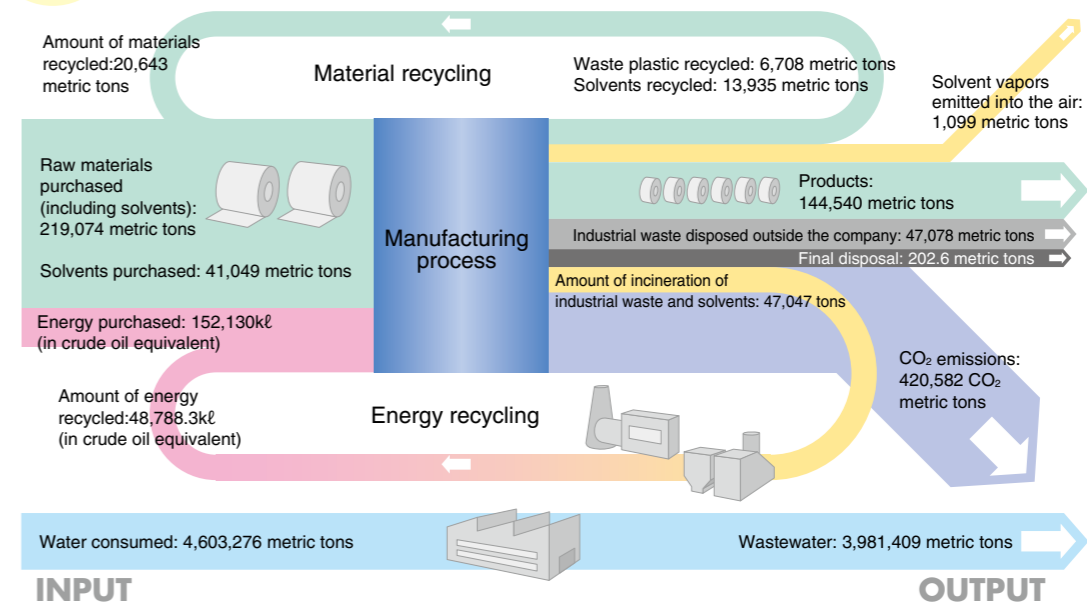 Amount of materials
recycled:20,643
metric tons
Material recycling
Waste plastic recycled: 6,708 metric tons
Solvents recycled: 13,935 metric tons
Solvent vapors
emitted into the air:
1,099 metric tons
Raw materials
purchased
(including solvents):
219,074 metric tons
Solvents purchased: 41,049 metric tons
Manufacturing
process
Products:
144,540 metric tons
Industrial waste disposed outside the company: 47,078 metric tons
Final disposal: 202.6 metric tons
Amount of incineration of
industrial waste and solvents: 47,047 tons
Energy purchased: 152,130kℓ
(in crude oil equivalent)
CO₂ emissions:
420,582 CO₂
metric tons
Amount of energy
recycled:48,788.3kℓ
(in crude oil equivalent)
Energy recycling
Water consumed: 4,603,276 metric tons
Wastewater: 3,981,409 metric tons
INPUT
OUTPUT